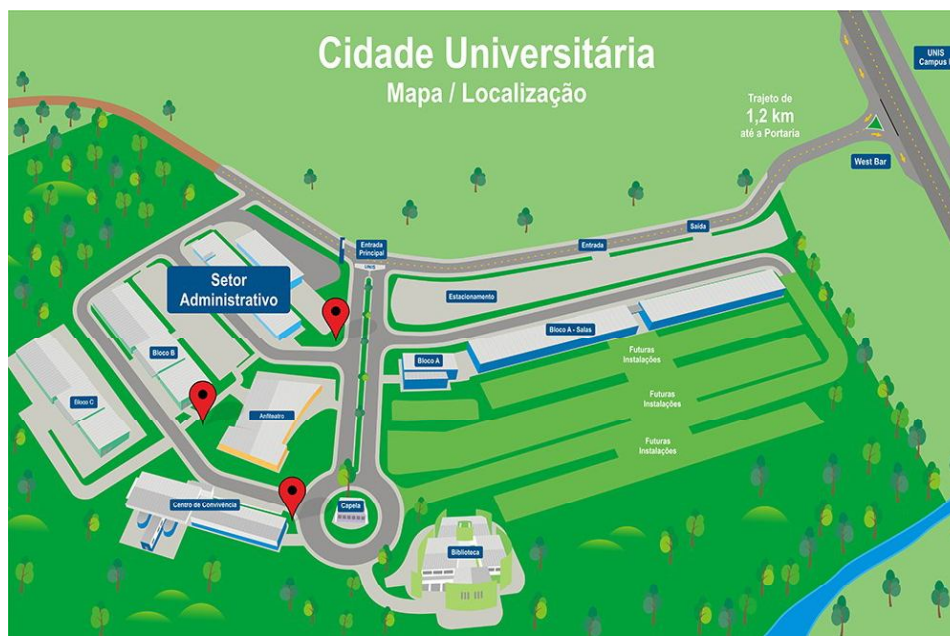 Cidade Universitária
Mapa / Localização
UNIS
Campus
Trajeto de
1,2 km
até a Portaria
West Bar
Saída
Entrada
Entrada
Principal
UNIS
Setor
Administrativo
Estacionamento
Bloco A - Salas
Bloco B
Bloco A
Futuras
Instalações
Futuras
Instalações
Bloco C
Anfiteatro
Futuras
Instalações
Centro de Convivência
Capela
Biblioteca